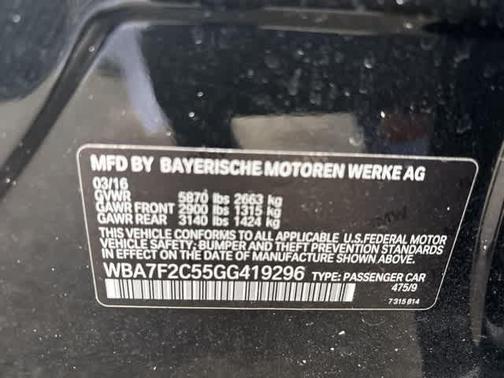 MFD BY BAYERISCHE MOTOREN WERKE AG
03/16
GVWR 5870 lbs 2663 kg
GAWR FRONT 2900 lbs 1315 kg
GAWR REAR 3140 lbs 1424 kg
THIS VEHICLE CONFORMS TO ALL APPLICABLE U.S.FEDERAL MOTOR
VEHICLE SAFETY, BUMPER AND THEFT PREVENTION STANDARDS
IN EFFECT ON THE DATE OF MANUFACTURE SHOWN ABOVE.
WBA7F2C55GG419296 TYPE: PASSENGER CAR
475/9
7 315 814